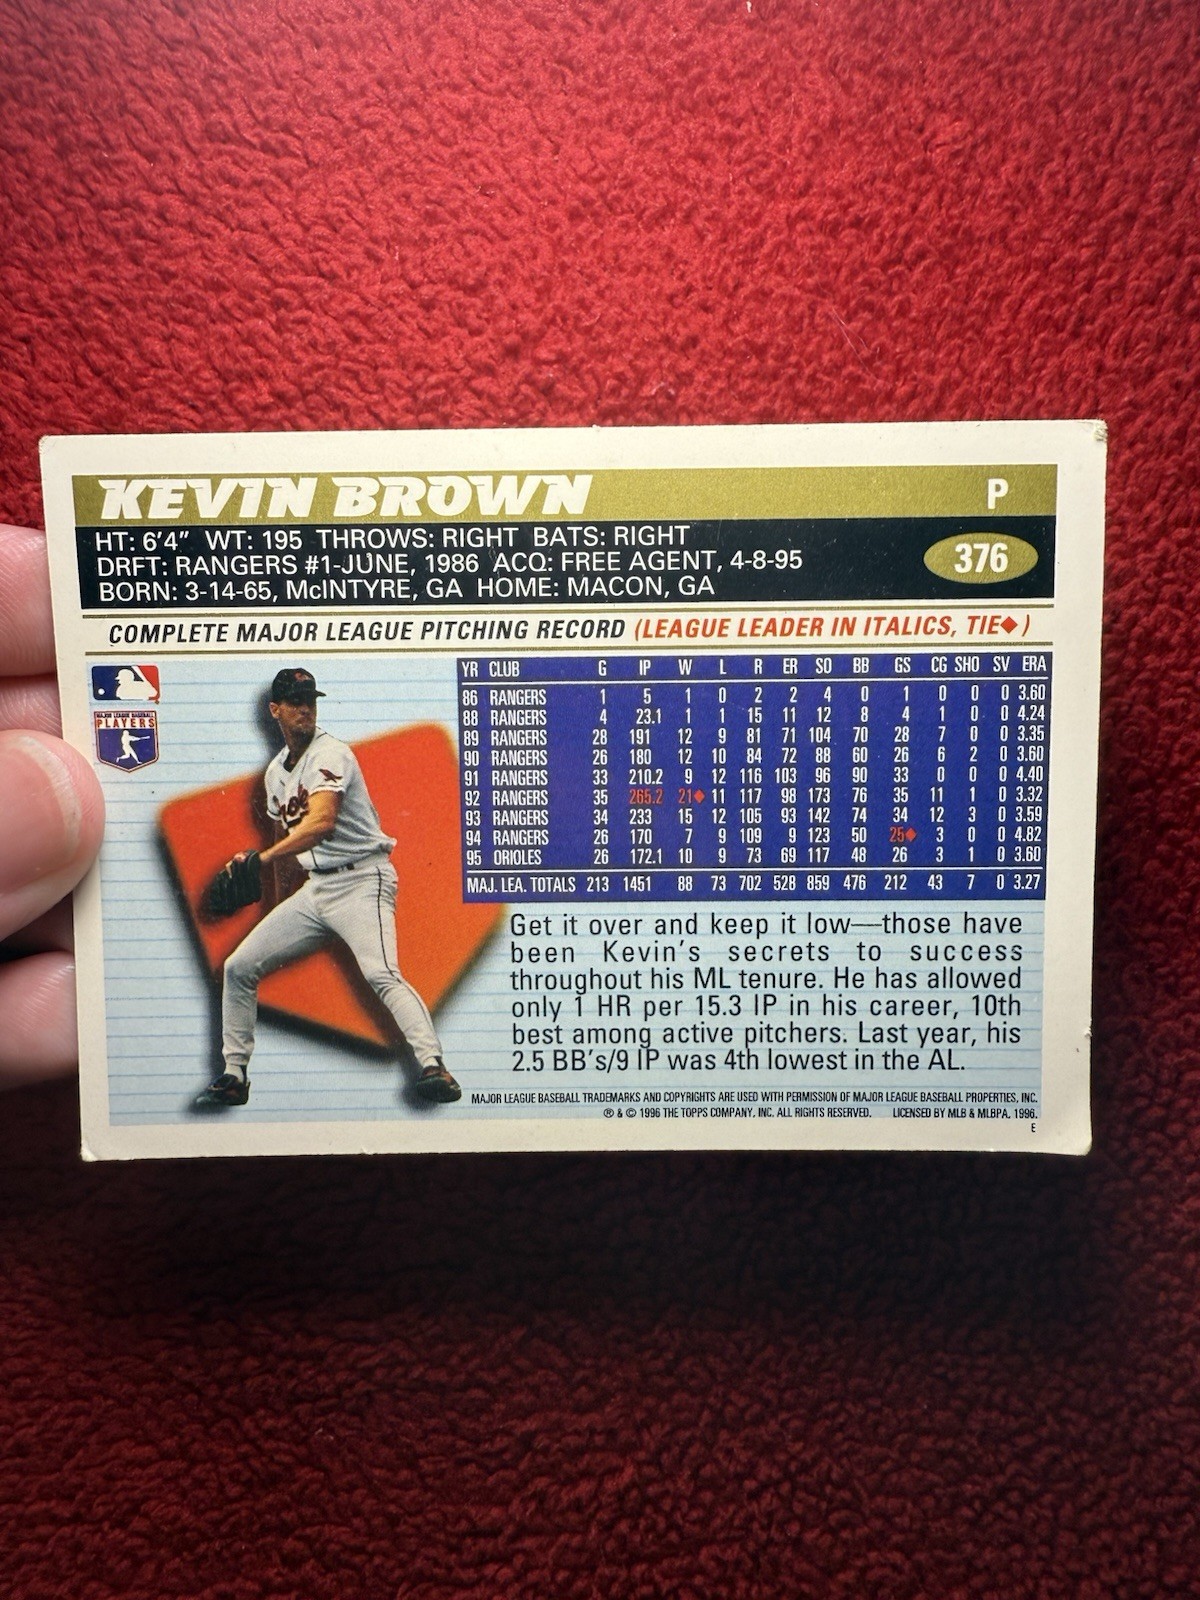 KEVIN BROWN P
HT: 6'4" WT: 195 THROWS: RIGHT BATS: RIGHT
DRFT: RANGERS #1-JUNE, 1986 ACQ: FREE AGENT, 4-8-95
BORN: 3-14-65, McINTYRE, GA HOME: MACON, GA
376
COMPLETE MAJOR LEAGUE PITCHING RECORD (LEAGUE LEADER IN ITALICS, TIE◆)
MAJOR LEAGUE BASEBALL
PLAYERS
YR CLUB G IP W L R ER SO BB GS CG SHO SV ERA
86 RANGERS 1 5 1 0 2 2 4 0 1 0 0 0 3.60
88 RANGERS 4 23.1 1 1 15 11 12 8 4 1 0 0 4.24
89 RANGERS 28 191 12 9 81 71 104 70 28 7 0 0 3.35
90 RANGERS 26 180 12 10 84 72 88 60 26 6 2 0 3.60
91 RANGERS 33 210.2 9 12 116 103 96 90 33 0 0 0 4.40
92 RANGERS 35 265.2 21◆ 11 117 98 173 76 35 11 1 0 3.32
93 RANGERS 34 233 15 12 105 93 142 74 34 12 3 0 3.59
94 RANGERS 26 170 7 9 109 9 123 50 25◆ 3 0 0 4.82
95 ORIOLES 26 172.1 10 9 73 69 117 48 26 3 1 0 3.60
MAJ. LEA. TOTALS 213 1451 88 73 702 528 859 476 212 43 7 0 3.27
Get it over and keep it low—those have
been Kevin's secrets to success
throughout his ML tenure. He has allowed
only 1 HR per 15.3 IP in his career, 10th
best among active pitchers. Last year, his
2.5 BB's/9 IP was 4th lowest in the AL.
MAJOR LEAGUE BASEBALL TRADEMARKS AND COPYRIGHTS ARE USED WITH PERMISSION OF MAJOR LEAGUE BASEBALL PROPERTIES, INC.
® & © 1996 THE TOPPS COMPANY, INC. ALL RIGHTS RESERVED. LICENSED BY MLB & MLBPA, 1996.
E